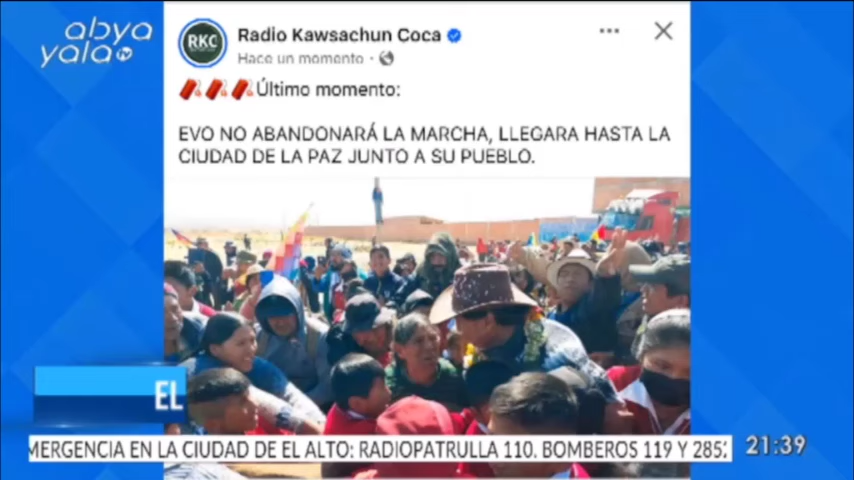 abya
yala tv
RKC
Radio Kawsachun Coca
Hace un momento ·
Último momento:
EVO NO ABANDONARÁ LA MARCHA, LLEGARA HASTA LA
CIUDAD DE LA PAZ JUNTO A SU PUEBLO.
EL
MERGENCIA EN LA CIUDAD DE EL ALTO: RADIOPATRULLA 110. BOMBEROS 119 Y 285
21:39